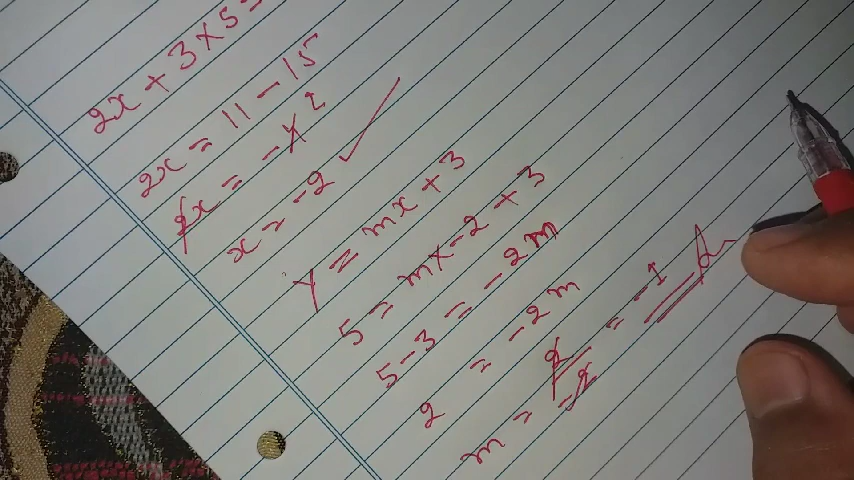 2x + 3 × 5 =
2x = 11 - 15
2x = -4 2
x = -2 ✓
Y = mx + 3
5 = m × -2 + 3
5 - 3 = -2m
2 = -2m
m = 2/-2 = -1